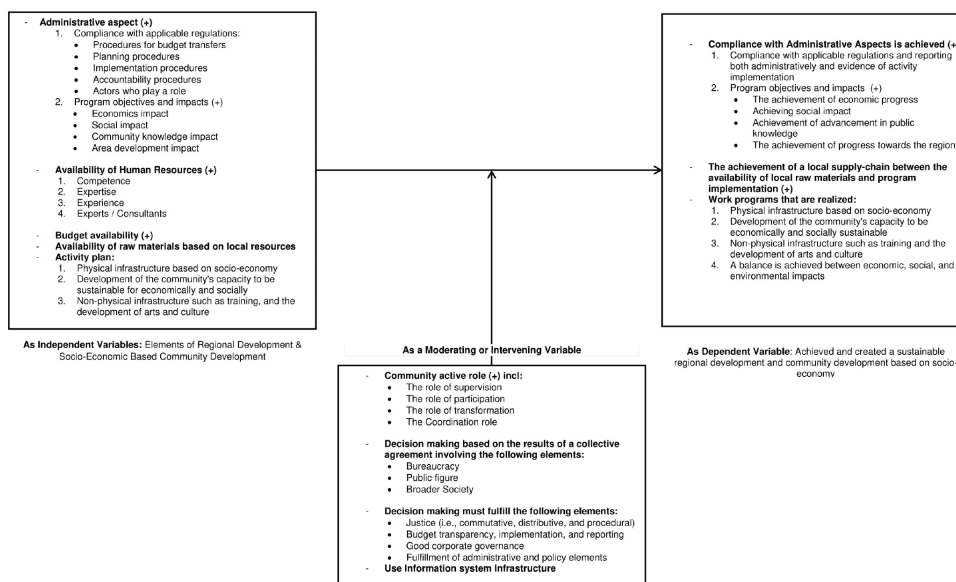 - Administrative aspect (+)
1. Compliance with applicable regulations:
• Procedures for budget transfers
• Planning procedures
• Implementation procedures
• Accountability procedures
• Actors who play a role
2. Program objectives and impacts (+)
• Economics impact
• Social impact
• Community knowledge impact
• Area development impact
- Availability of Human Resources (+)
1. Competence
2. Expertise
3. Experience
4. Experts / Consultants
- Budget availability (+)
- Availability of raw materials based on local resources
- Activity plan:
1. Physical infrastructure based on socio-economy
2. Development of the community's capacity to be
sustainable for economically and socially
3. Non-physical infrastructure such as training, and the
development of arts and culture
As Independent Variables: Elements of Regional Development &
Socio-Economic Based Community Development
As a Moderating or Intervening Variable
- Community active role (+) incl:
• The role of supervision
• The role of participation
• The role of transformation
• The Coordination role
- Decision making based on the results of a collective
agreement involving the following elements:
• Bureaucracy
• Public figure
• Broader Society
- Decision making must fulfill the following elements:
• Justice (i.e., commutative, distributive, and procedural)
• Budget transparency, implementation, and reporting
• Good corporate governance
• Fulfillment of administrative and policy elements
- Use Information system Infrastructure
- Compliance with Administrative Aspects is achieved (+
1. Compliance with applicable regulations and reporting
both administratively and evidence of activity
implementation
2. Program objectives and impacts (+)
• The achievement of economic progress
• Achieving social impact
• Achievement of advancement in public
knowledge
• The achievement of progress towards the region
- The achievement of a local supply-chain between the
availability of local raw materials and program
implementation (+)
- Work programs that are realized:
1. Physical infrastructure based on socio-economy
2. Development of the community's capacity to be
economically and socially sustainable
3. Non-physical infrastructure such as training and the
development of arts and culture
4. A balance is achieved between economic, social, and
environmental impacts
As Dependent Variable: Achieved and created a sustainable
regional development and community development based on socio-
economy